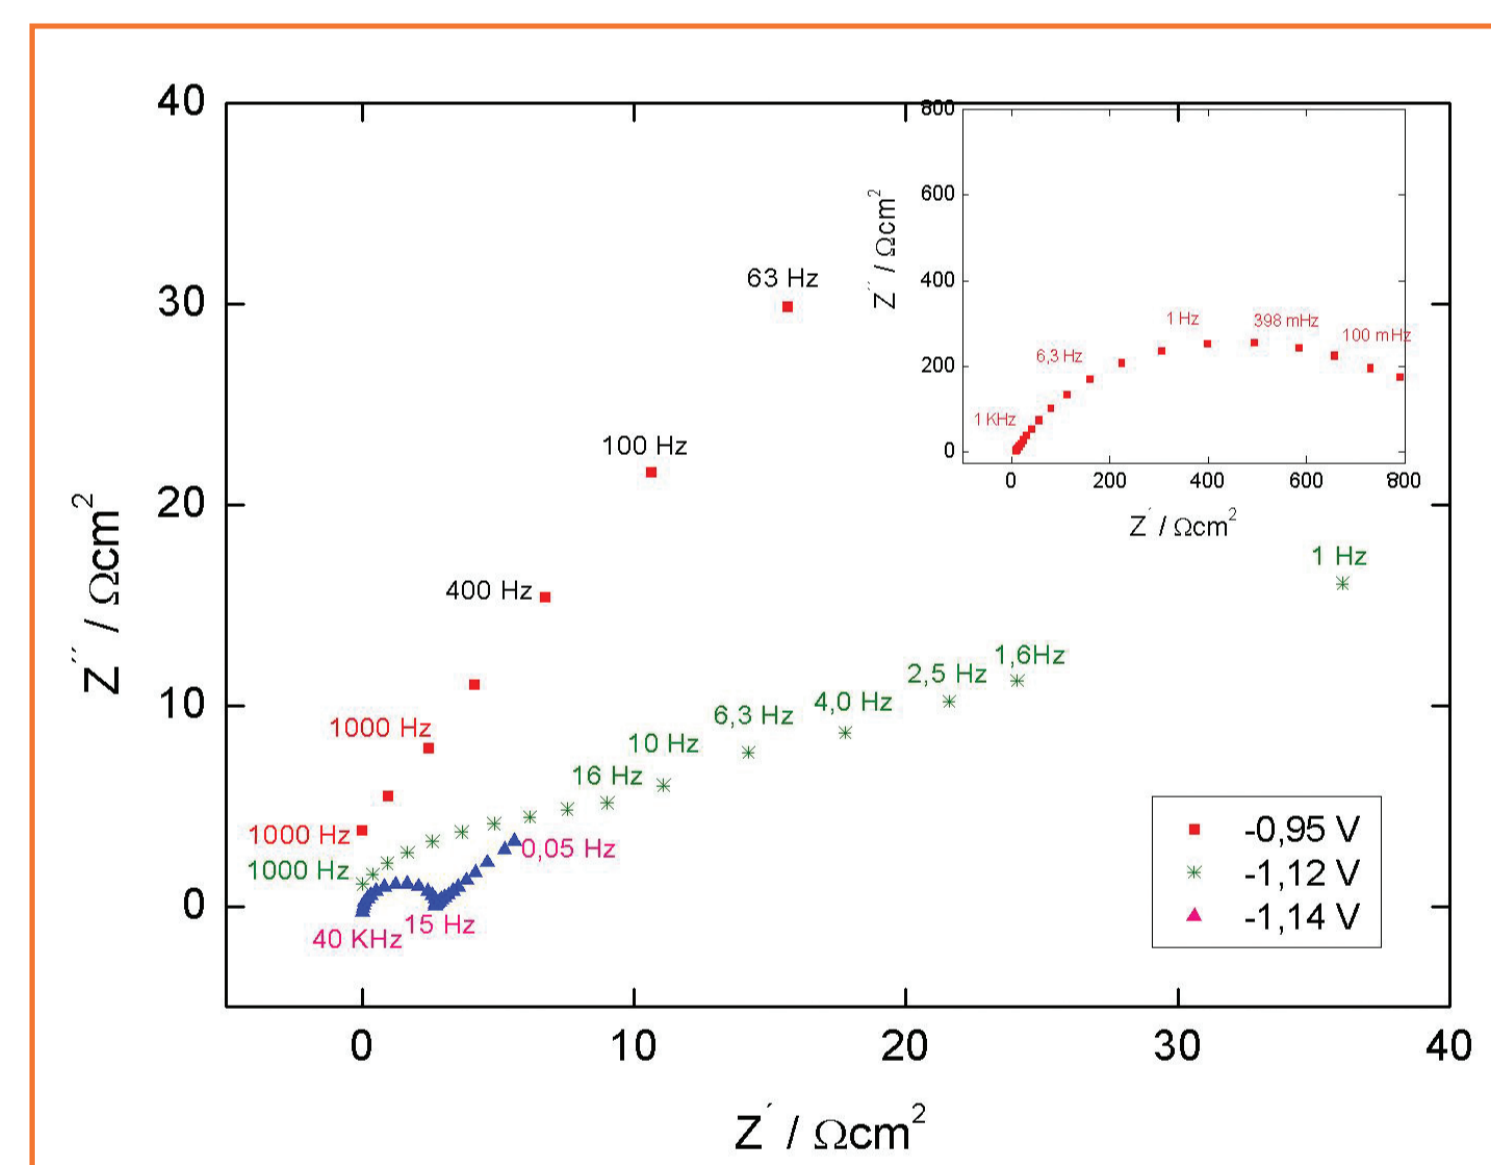 40
30
20
10
0
Z´´ / Ωcm²
0
10
20
30
40
Z´ / Ωcm²
63 Hz
100 Hz
400 Hz
1000 Hz
1000 Hz
1000 Hz
16 Hz
10 Hz
6,3 Hz
4,0 Hz
2,5 Hz
1,6Hz
1 Hz
0,05 Hz
15 Hz
40 KHz
-0,95 V
-1,12 V
-1,14 V
800
600
400
200
0
Z´´ / Ωcm²
1 KHz
6,3 Hz
1 Hz
398 mHz
100 mHz
0
200
400
600
800
Z´ / Ωcm²